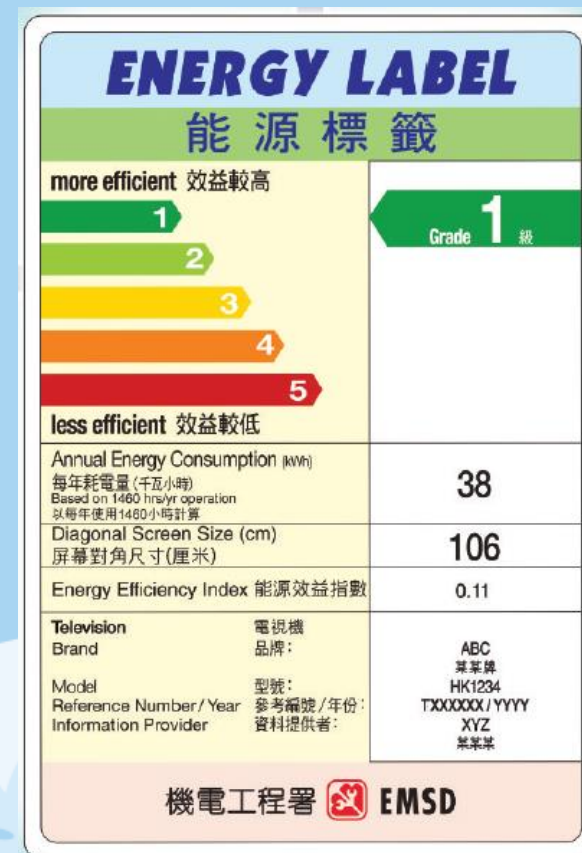 ENERGY LABEL
能源標籤
more efficient 效益較高
1
2
3
4
5
less efficient 效益較低
Grade 1 級
Annual Energy Consumption (kWh)
每年耗電量(千瓦小時)
Based on 1460 hrs/yr operation
以每年使用1460小時計算
38
Diagonal Screen Size (cm)
屏幕對角尺寸(厘米)
106
Energy Efficiency Index 能源效益指數
0.11
Television 電視機
Brand 品牌: ABC
某某牌
Model 型號: HK1234
Reference Number/Year 參考編號/年份: TXXXXXX/YYYY
Information Provider 資料提供者: XYZ
某某某
機電工程署 EMSD